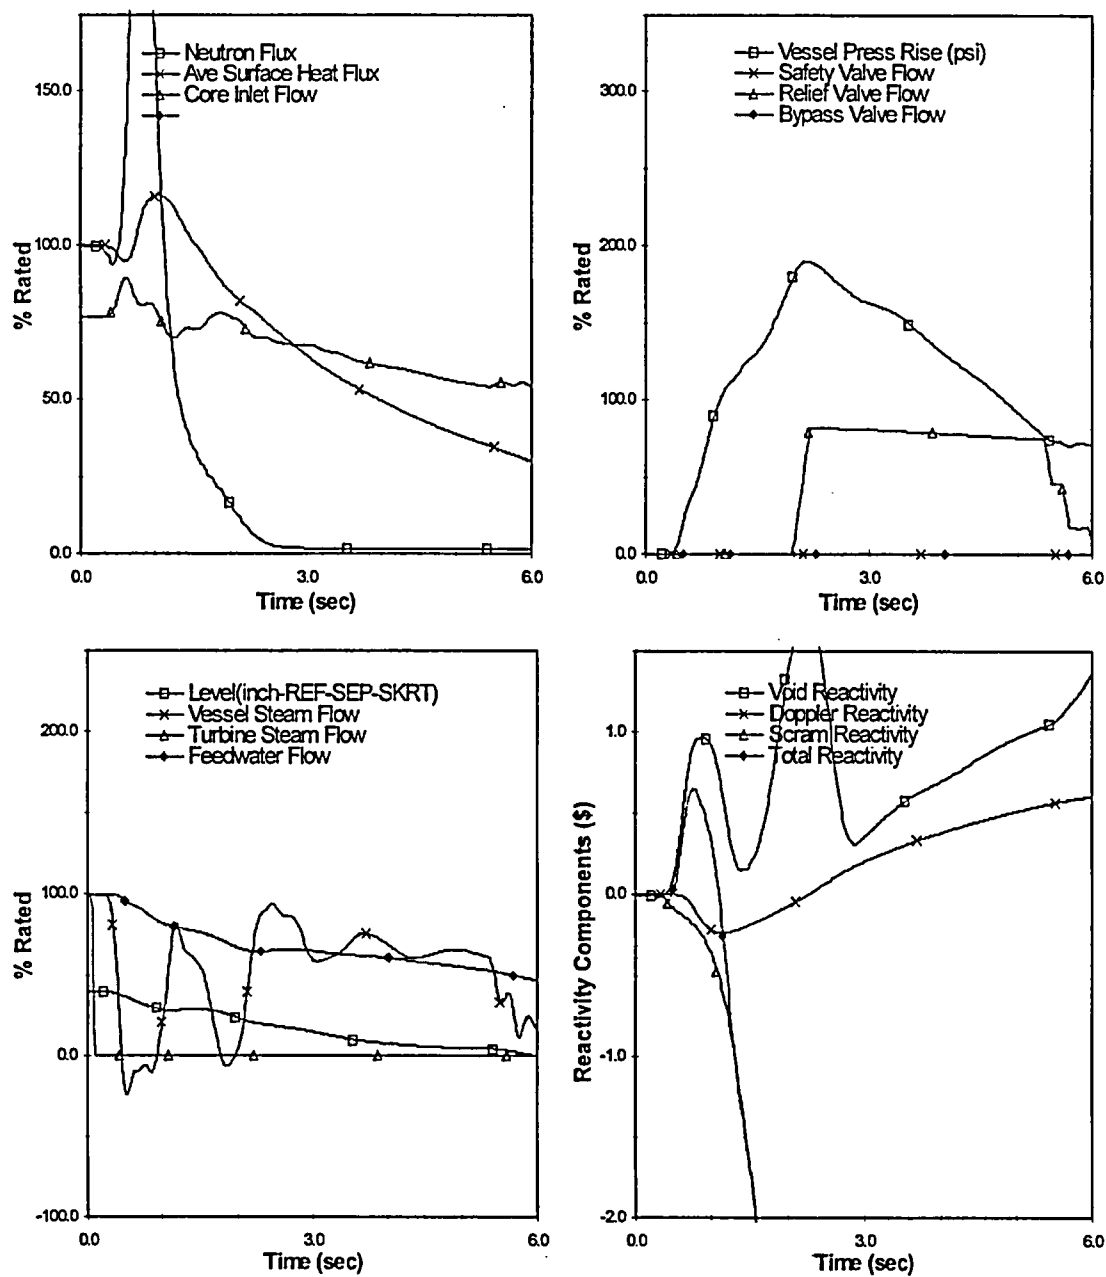 Neutron Flux
Ave Surface Heat Flux
Core Inlet Flow
150.0
100.0
50.0
0.0
% Rated
0.0
3.0
6.0
Time (sec)
Vessel Press Rise (psi)
Safety Valve Flow
Relief Valve Flow
Bypass Valve Flow
300.0
200.0
100.0
0.0
% Rated
0.0
3.0
6.0
Time (sec)
Level(inch-REF-SEP-SKRT)
Vessel Steam Flow
Turbine Steam Flow
Feedwater Flow
200.0
100.0
0.0
-100.0
% Rated
0.0
3.0
6.0
Time (sec)
Void Reactivity
Doppler Reactivity
Scram Reactivity
Total Reactivity
1.0
0.0
-1.0
-2.0
Reactivity Components ($)
0.0
3.0
6.0
Time (sec)